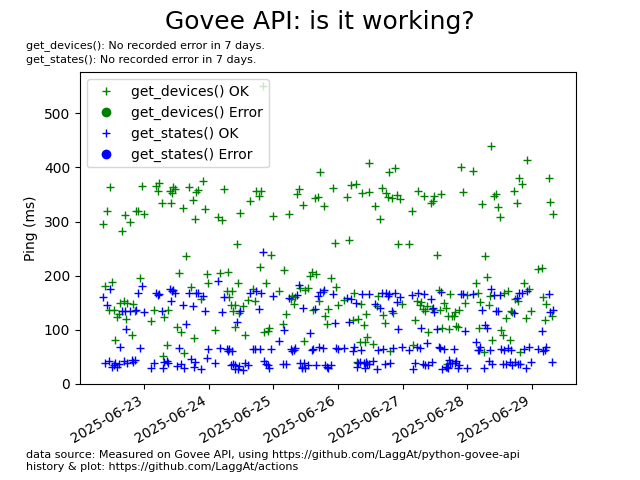 Govee API: is it working?
get_devices(): No recorded error in 7 days.
get_states(): No recorded error in 7 days.
get_devices() OK
get_devices() Error
get_states() OK
get_states() Error
Ping (ms)
500
400
300
200
100
0
2025-06-23
2025-06-24
2025-06-25
2025-06-26
2025-06-27
2025-06-28
2025-06-29
data source: Measured on Govee API, using https://github.com/LaggAt/python-govee-api
history & plot: https://github.com/LaggAt/actions